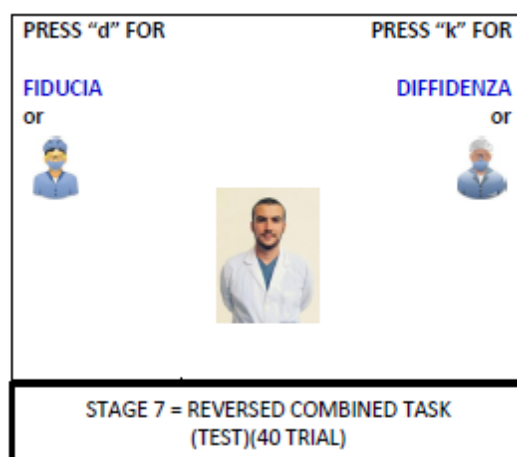 PRESS “d” FOR
PRESS “k” FOR
FIDUCIA
DIFFIDENZA
or
or
STAGE 7 = REVERSED COMBINED TASK
(TEST)(40 TRIAL)